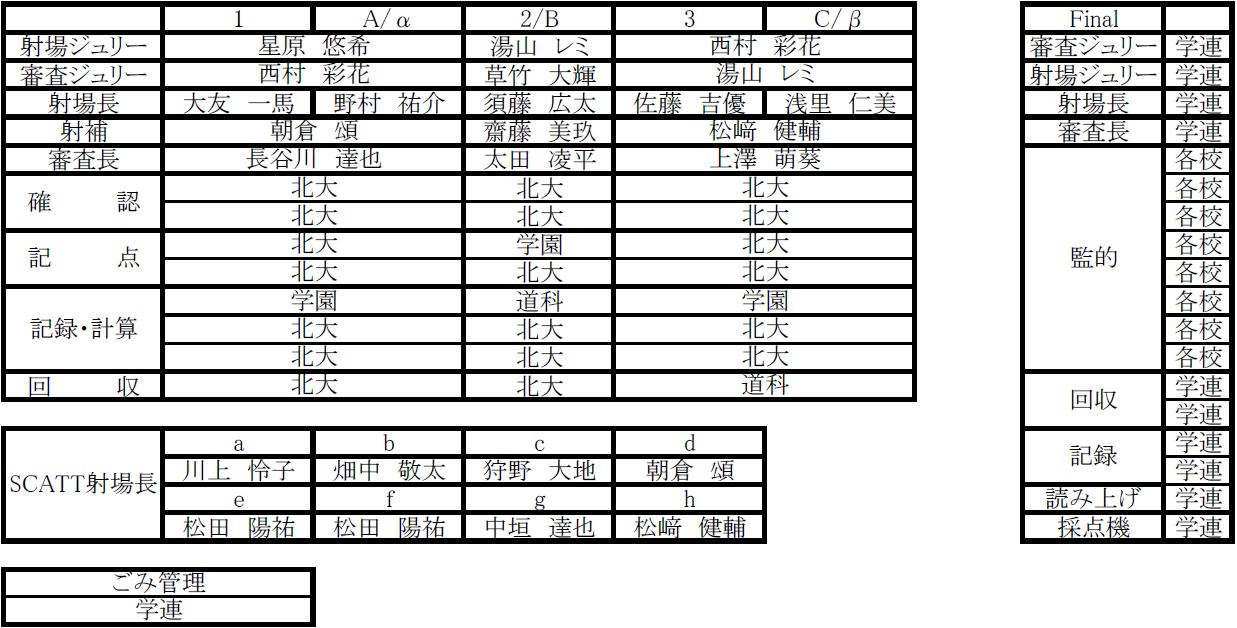 1 A/α 2/B 3 C/β
射場ジュリー 星原 悠希 湯山 レミ 西村 彩花
審査ジュリー 西村 彩花 草竹 大輝 湯山 レミ
射場長 大友 一馬 野村 祐介 須藤 広太 佐藤 吉優 浅里 仁美
射補 朝倉 頌 齋藤 美玖 松﨑 健輔
審査長 長谷川 達也 太田 凌平 上澤 萌葵
確 認 北大 北大 北大
北大 北大 北大
記 点 北大 学園 北大
北大 北大 北大
記録・計算 学園 道科 学園
北大 北大 北大
北大 北大 北大
回 収 北大 北大 道科
SCATT射場長 a b c d
川上 怜子 畑中 敬太 狩野 大地 朝倉 頌
e f g h
松田 陽祐 松田 陽祐 中垣 達也 松﨑 健輔
ごみ管理
学連
Final
審査ジュリー 学連
射場ジュリー 学連
射場長 学連
審査長 学連
監的 各校
各校
各校
各校
各校
各校
各校
各校
回収 学連
学連
記録 学連
学連
読み上げ 学連
採点機 学連